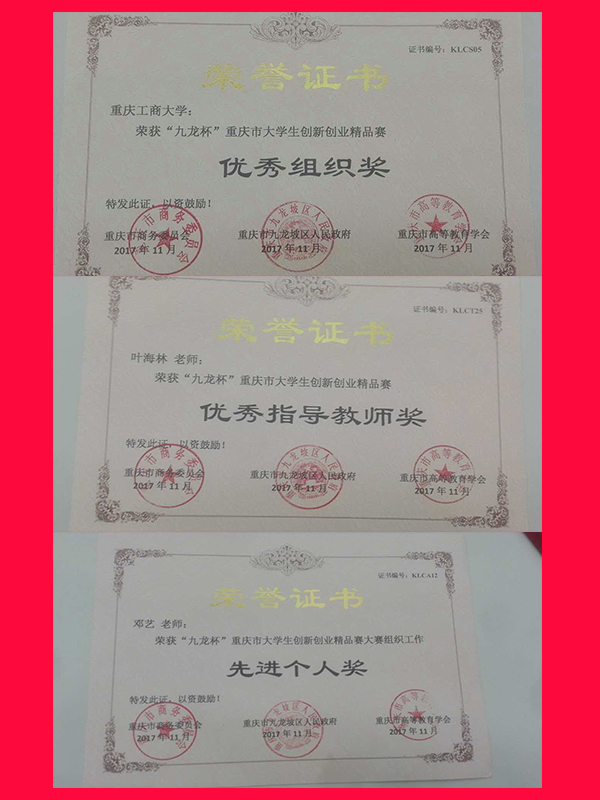 证书编号：KLCS05
荣誉证书
重庆工商大学：
荣获“九龙杯”重庆市大学生创新创业精品赛
优秀组织奖
特发此证，以资鼓励！
重庆市商务委员会 重庆市九龙坡区人民政府 重庆市高等教育学会
2017年11月 2017年11月 2017年11月
证书编号：KLCT25
荣誉证书
叶海林 老师：
荣获“九龙杯”重庆市大学生创新创业精品赛
优秀指导教师奖
特发此证，以资鼓励！
重庆市商务委员会 重庆市九龙坡区人民政府 重庆市高等教育学会
2017年11月 2017年11月 2017年11月
证书编号：KLCA12
荣誉证书
邓艺 老师：
荣获“九龙杯”重庆市大学生创新创业精品赛大赛组织工作
先进个人奖
特发此证，以资鼓励！
重庆市商务委员会 重庆市九龙坡区人民政府 重庆市高等教育学会
2017年11月 2017年11月 2017年11月